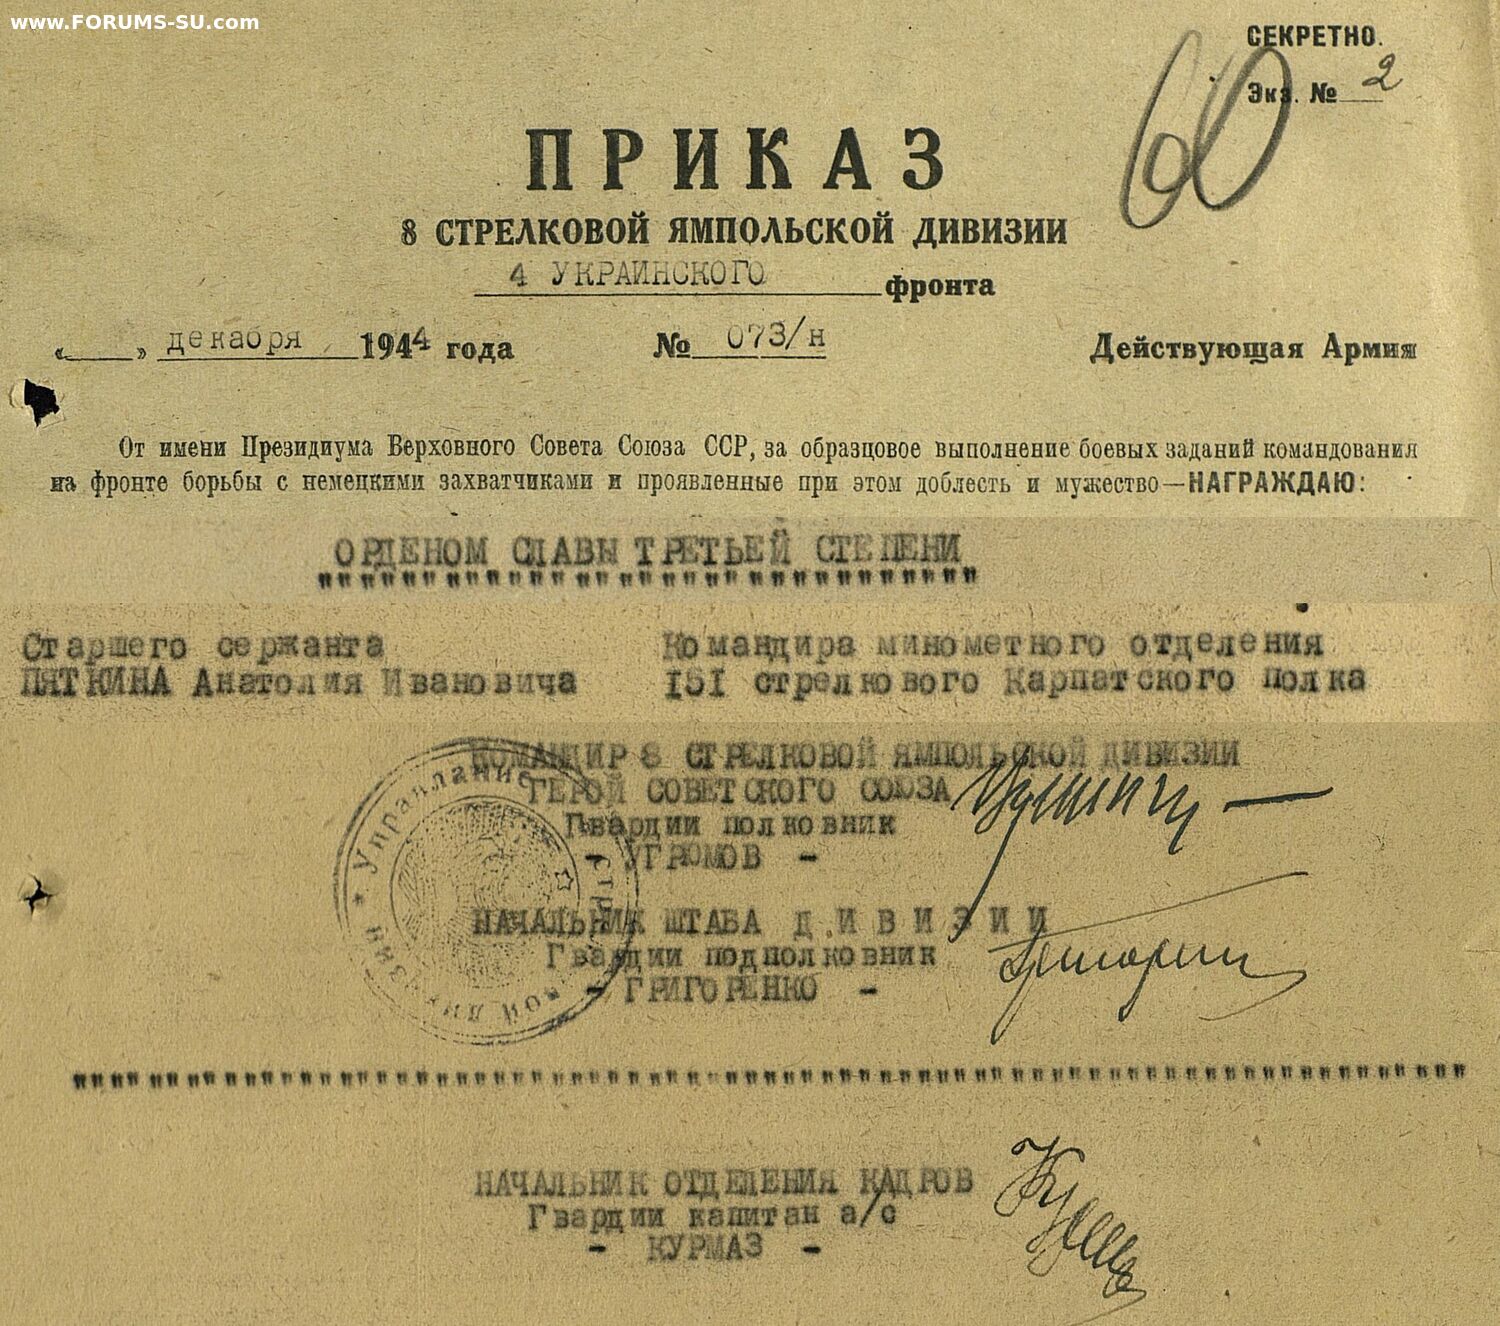 www.FORUMS-SU.com
СЕКРЕТНО.
Экз. № 2
60
ПРИКАЗ
8 СТРЕЛКОВОЙ ЯМПОЛЬСКОЙ ДИВИЗИИ
4 УКРАИНСКОГО фронта
« » декабря 1944 года № 073/н Действующая Армия
От имени Президиума Верховного Совета Союза ССР, за образцовое выполнение боевых заданий командования
на фронте борьбы с немецкими захватчиками и проявленные при этом доблесть и мужество—НАГРАЖДАЮ:
ОРДЕНОМ СЛАВЫ ТРЕТЬЕЙ СТЕПЕНИ
Старшего сержанта Командира минометного отделения
ПЯТКИНА Анатолия Ивановича 151 стрелкового Карпатского полка
КОМАНДИР 8 СТРЕЛКОВОЙ ЯМПОЛЬСКОЙ ДИВИЗИИ
ГЕРОЙ СОВЕТСКОГО СОЮЗА
Гвардии полковник
- УГРЮМОВ -
НАЧАЛЬНИК ШТАБА ДИВИЗИИ
Гвардии подполковник
- ГРИГОРЕНКО -
Управление
НАЧАЛЬНИК ОТДЕЛЕНИЯ КАДРОВ
Гвардии капитан а/с
- КУРМАЗ -